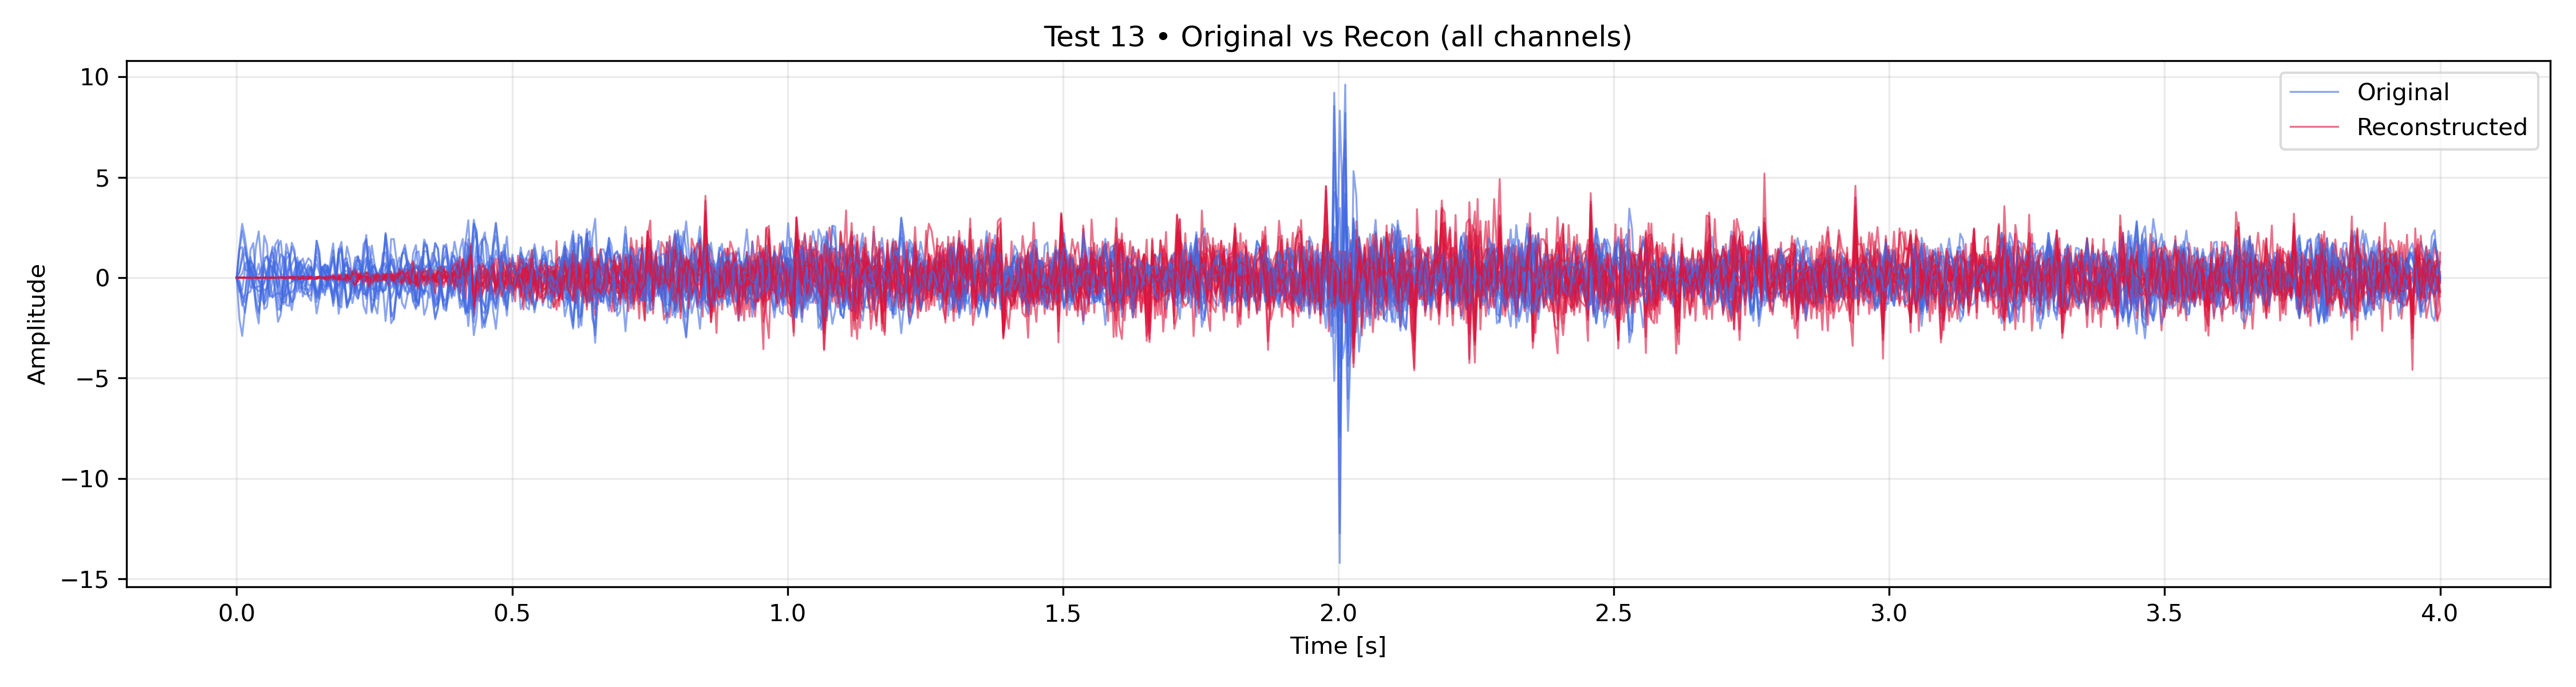 Test 13 • Original vs Recon (all channels)
Original
Reconstructed
Amplitude
10
5
0
−5
−10
−15
0.0 0.5 1.0 1.5 2.0 2.5 3.0 3.5 4.0
Time [s]